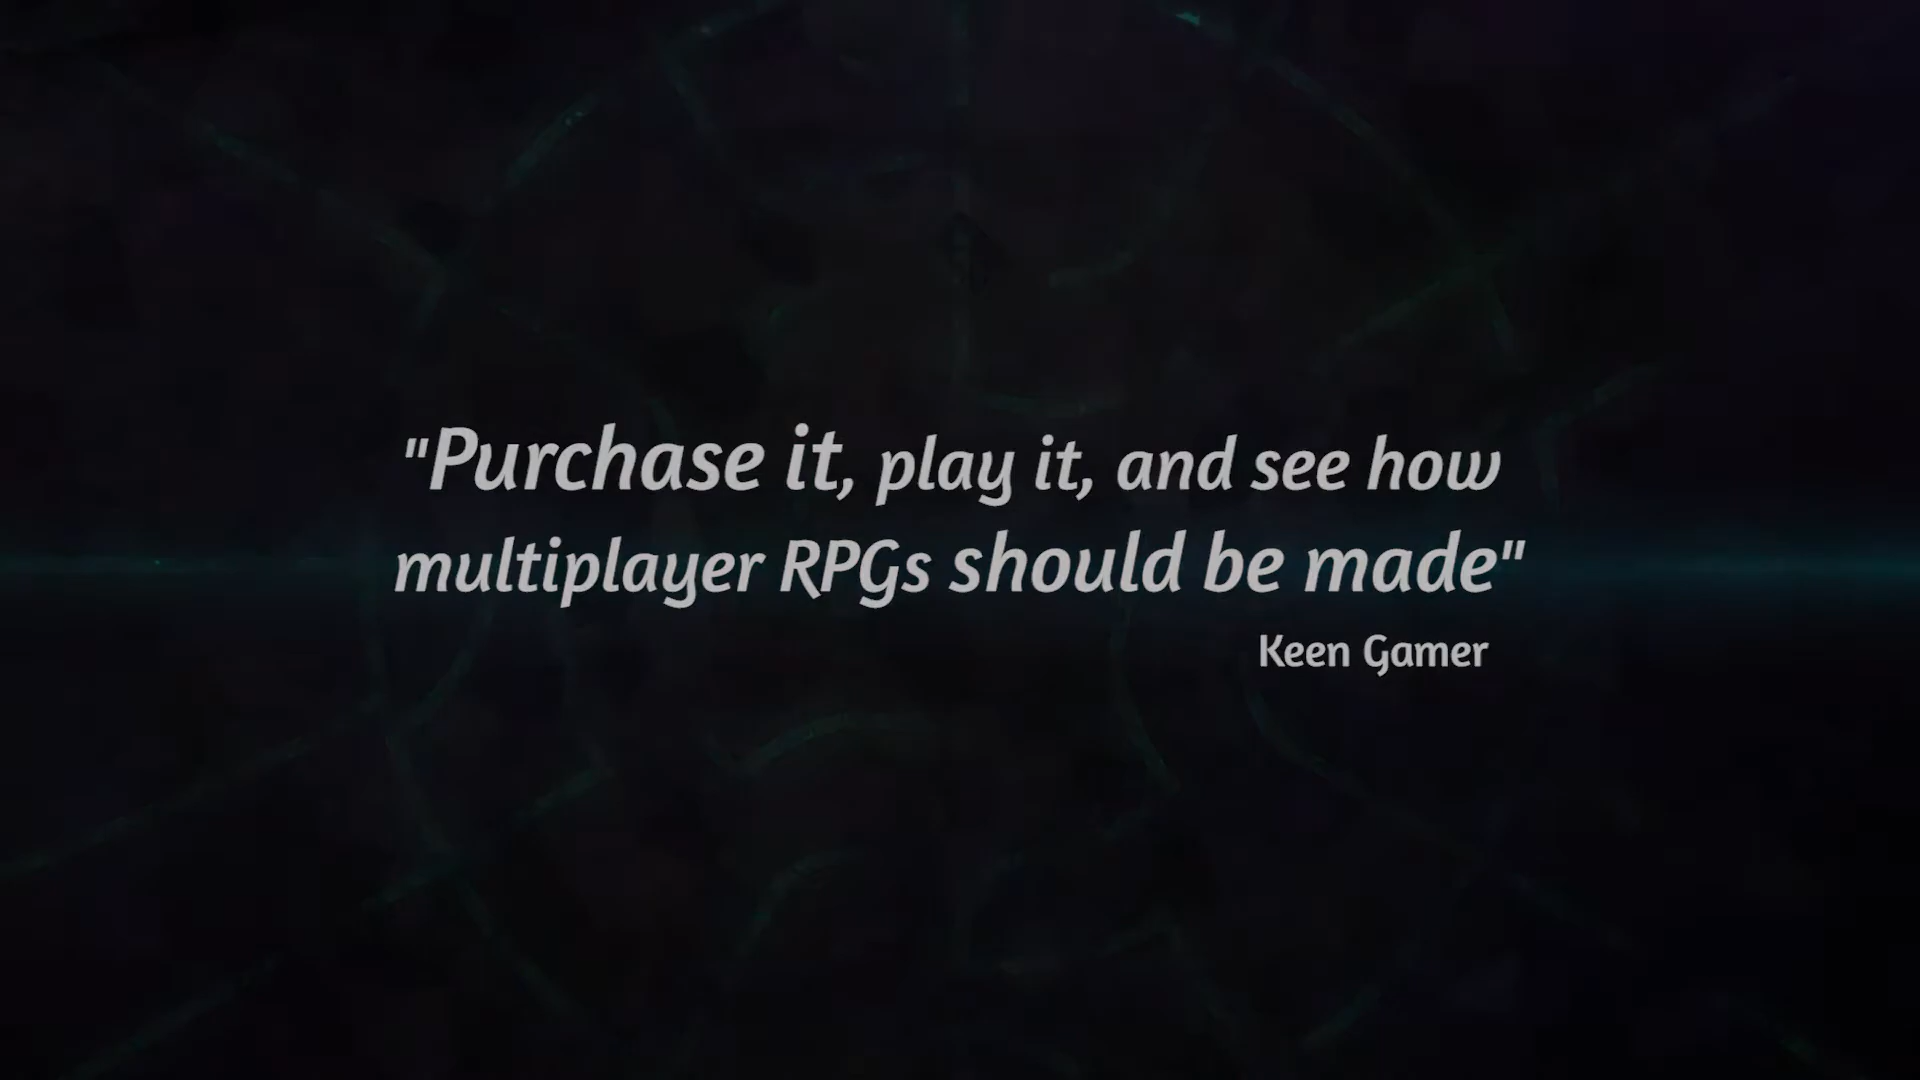 "Purchase it, play it, and see how
multiplayer RPGs should be made"
Keen Gamer